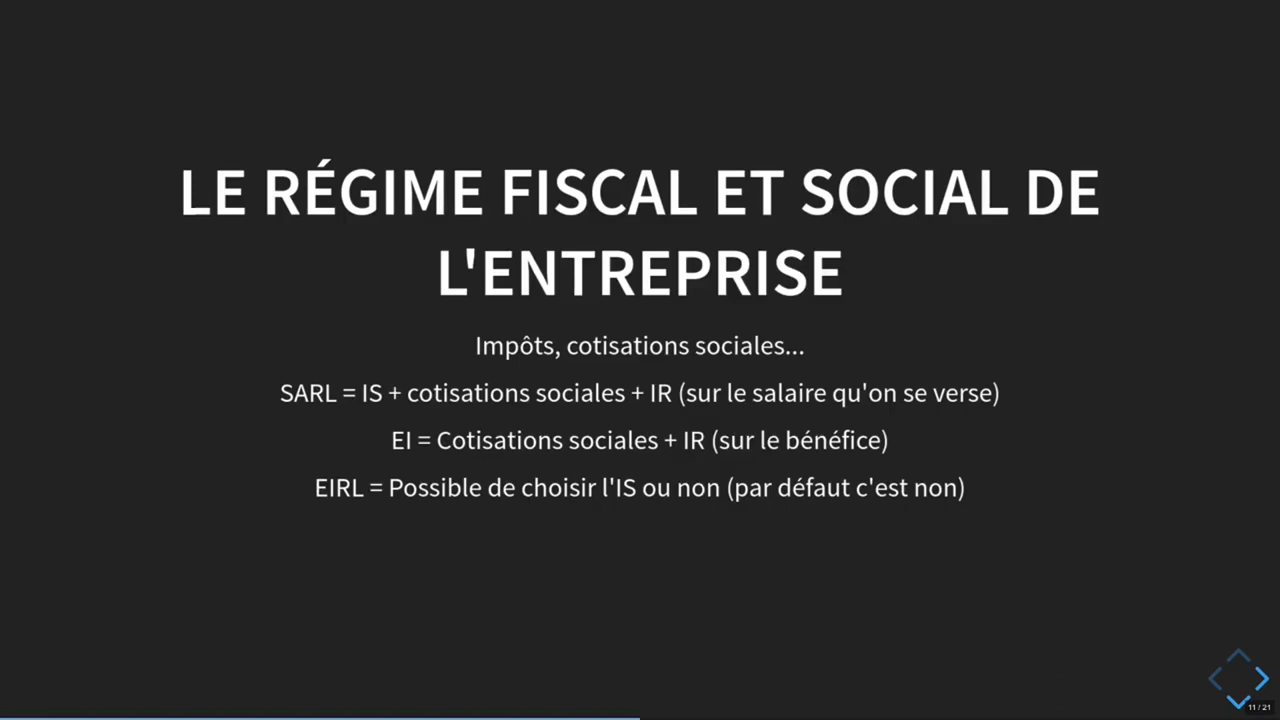 LE RÉGIME FISCAL ET SOCIAL DE
L'ENTREPRISE
Impôts, cotisations sociales...
SARL = IS + cotisations sociales + IR (sur le salaire qu'on se verse)
EI = Cotisations sociales + IR (sur le bénéfice)
EIRL = Possible de choisir l'IS ou non (par défaut c'est non)
11 / 21